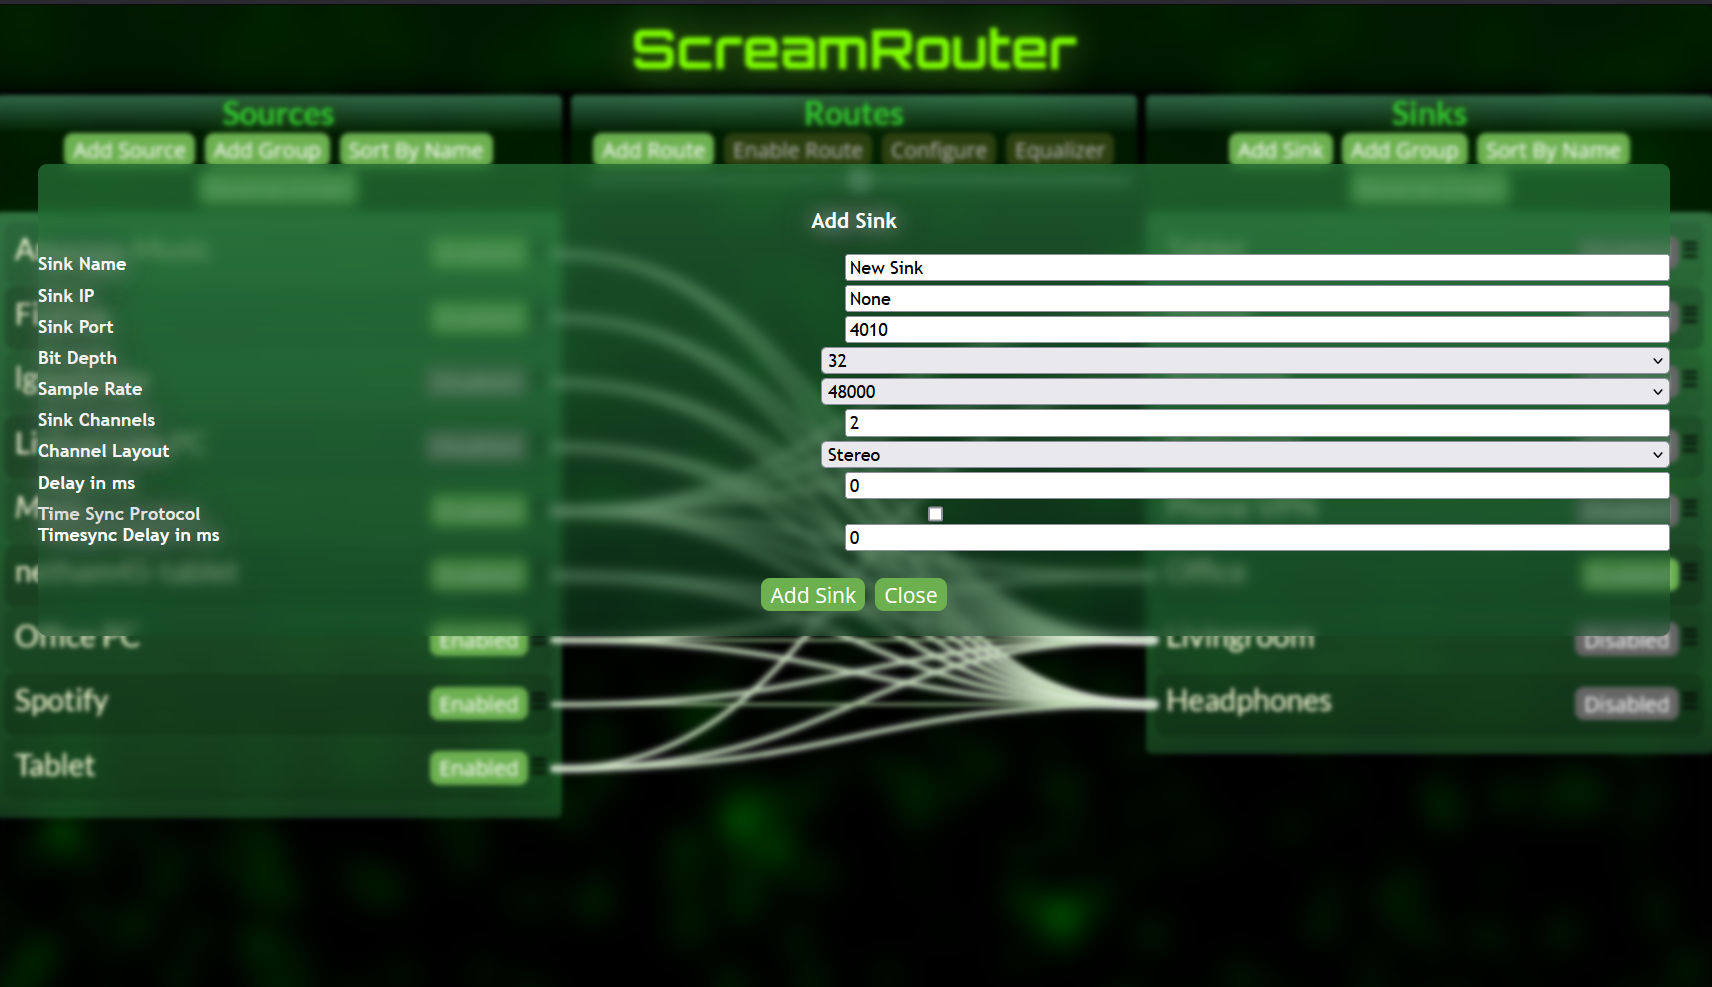 ScreamRouter
Sources
Routes
Sinks
Add Source Add Group Sort By Name
Add Route Enable Route Configure Equalizer
Add Sink Add Group Sort By Name
Add Sink
Sink Name New Sink
Sink IP None
Sink Port 4010
Bit Depth 32
Sample Rate 48000
Sink Channels 2
Channel Layout Stereo
Delay in ms 0
Time Sync Protocol
Timesync Delay in ms 0
Add Sink Close
Office
Office PC Enabled
Livingroom Disabled
Spotify Enabled
Headphones Disabled
Tablet Enabled